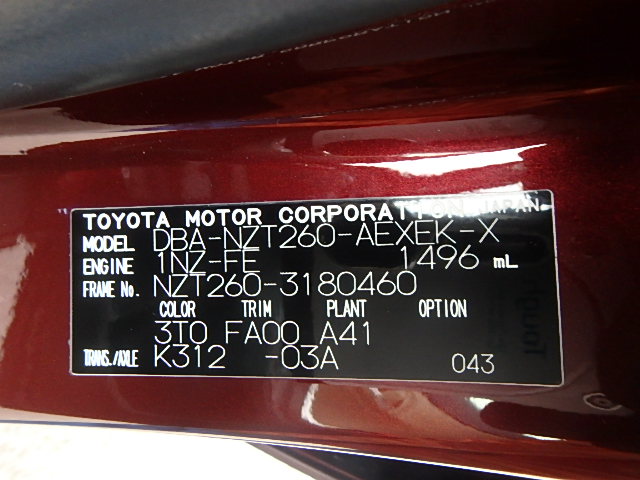 TOYOTA MOTOR CORPORATION JAPAN
MODEL DBA-NZT260-AEXEK-X
ENGINE 1NZ-FE 1496 mL
FRAME No. NZT260-3180460
COLOR TRIM PLANT OPTION
3T0 FA00 A41
TRANS./AXLE K312 -03A 043